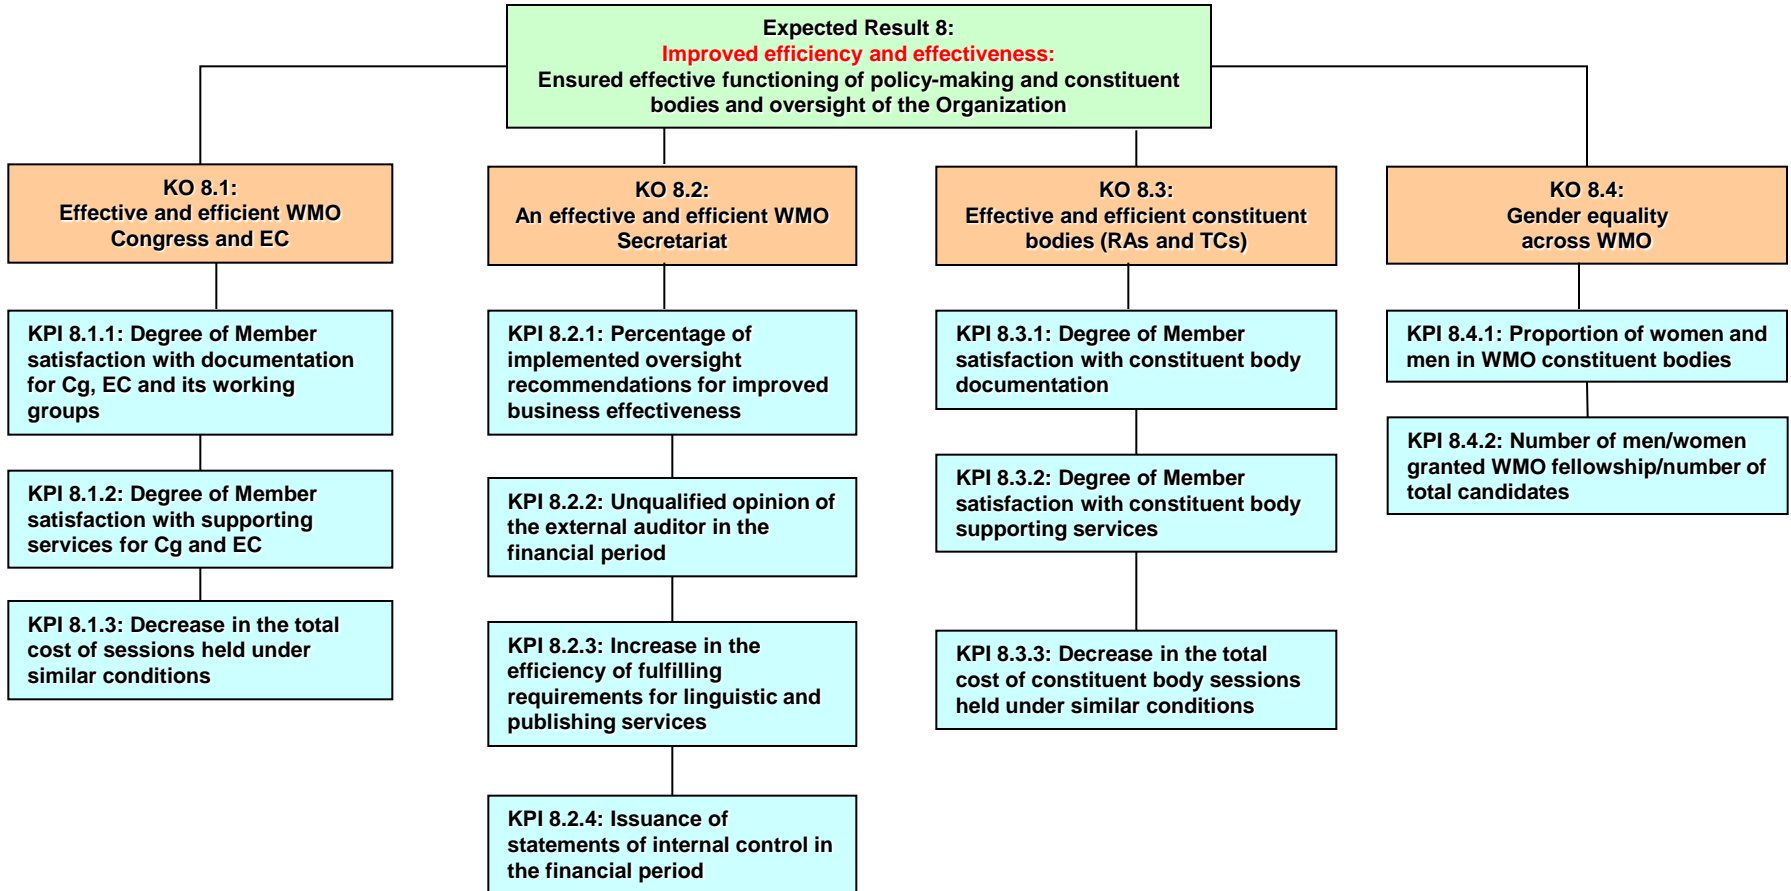 Expected Result 8:
Improved efficiency and effectiveness:
Ensured effective functioning of policy-making and constituent
bodies and oversight of the Organization
KO 8.1:
Effective and efficient WMO
Congress and EC
KPI 8.1.1: Degree of Member
satisfaction with documentation
for Cg, EC and its working
groups
KPI 8.1.2: Degree of Member
satisfaction with supporting
services for Cg and EC
KPI 8.1.3: Decrease in the total
cost of sessions held under
similar conditions
KO 8.2:
An effective and efficient WMO
Secretariat
KPI 8.2.1: Percentage of
implemented oversight
recommendations for improved
business effectiveness
KPI 8.2.2: Unqualified opinion of
the external auditor in the
financial period
KPI 8.2.3: Increase in the
efficiency of fulfilling
requirements for linguistic and
publishing services
KPI 8.2.4: Issuance of
statements of internal control in
the financial period
KO 8.3:
Effective and efficient constituent
bodies (RAs and TCs)
KPI 8.3.1: Degree of Member
satisfaction with constituent body
documentation
KPI 8.3.2: Degree of Member
satisfaction with constituent body
supporting services
KPI 8.3.3: Decrease in the total
cost of constituent body sessions
held under similar conditions
KO 8.4:
Gender equality
across WMO
KPI 8.4.1: Proportion of women and
men in WMO constituent bodies
KPI 8.4.2: Number of men/women
granted WMO fellowship/number of
total candidates